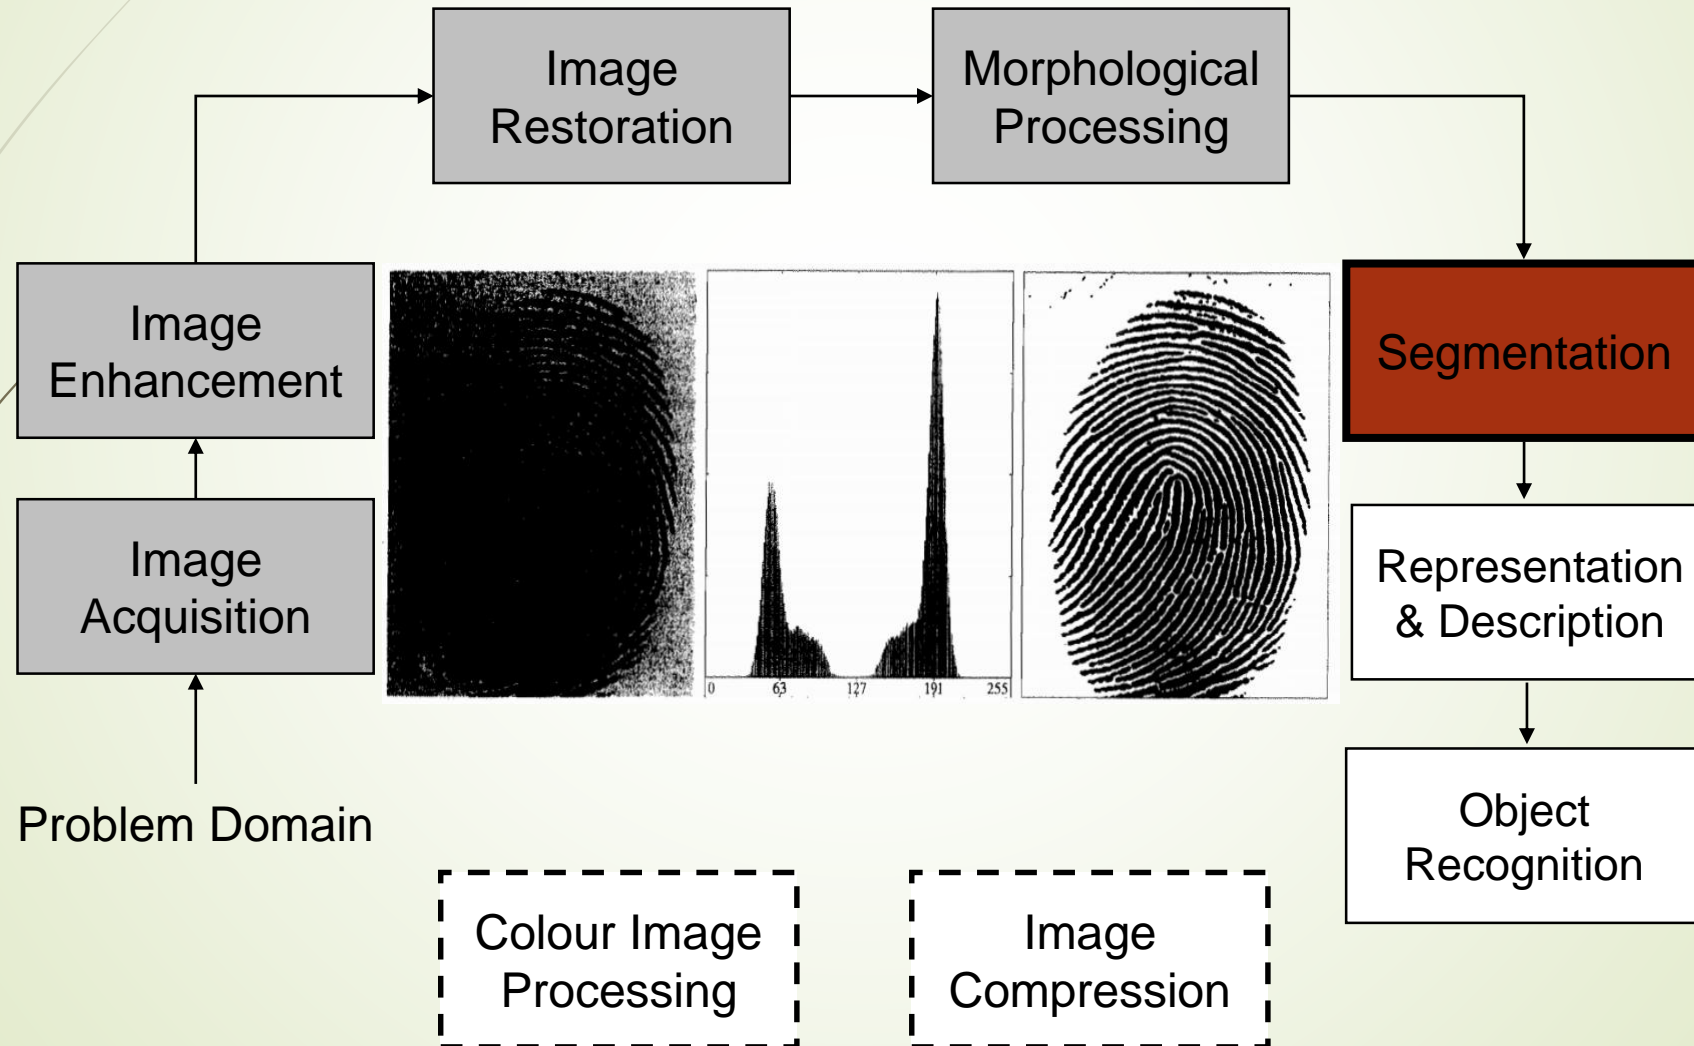 Image
Restoration
Morphological
Processing
Image
Enhancement
Segmentation
Image
Acquisition
Representation
& Description
0 63 127 191 255
Problem Domain
Object
Recognition
Colour Image
Processing
Image
Compression